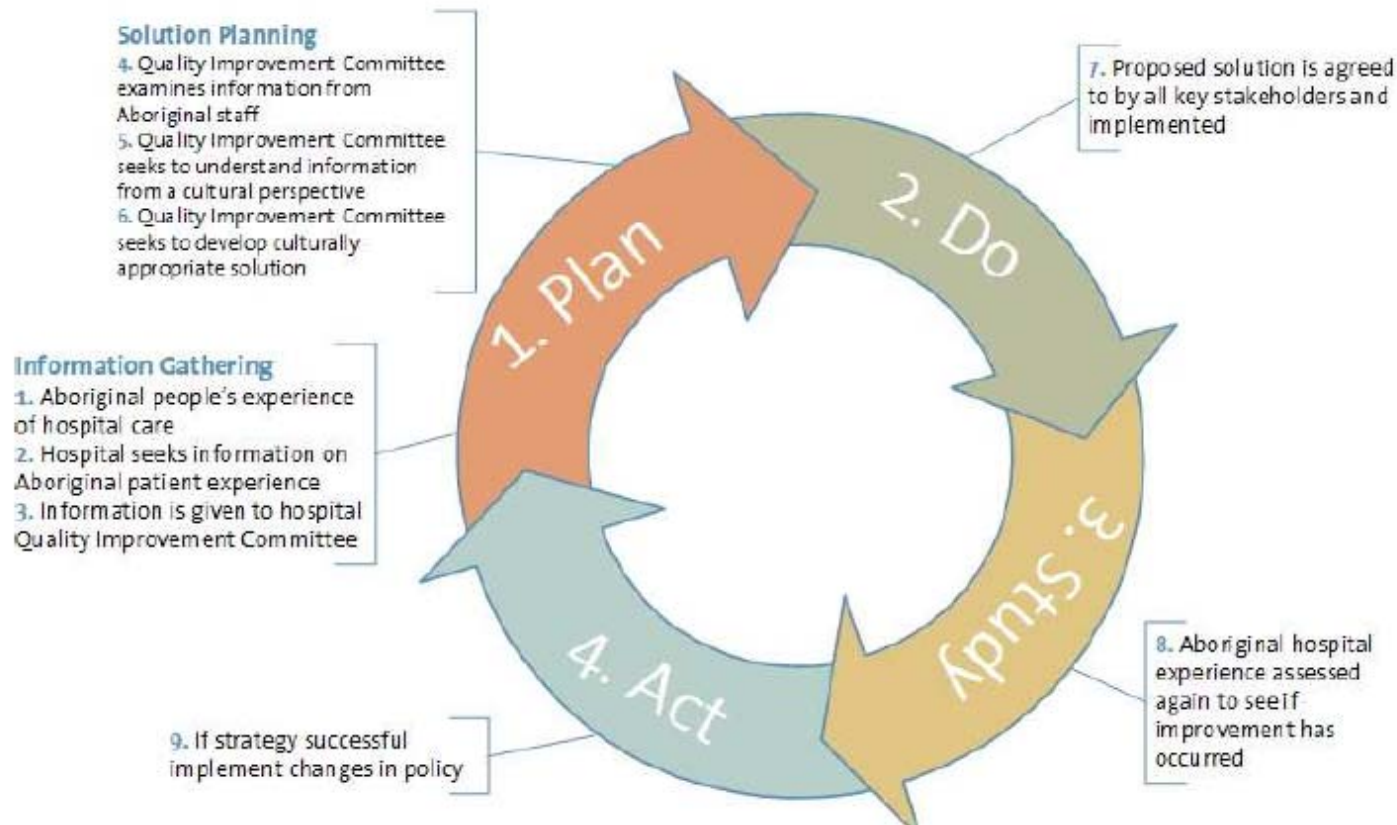 Solution Planning
4. Quality Improvement Committee
examines information from
Aboriginal staff
5. Quality Improvement Committee
seeks to understand information
from a cultural perspective
6. Quality Improvement Committee
seeks to develop culturally
appropriate solution
Information Gathering
1. Aboriginal people's experience
of hospital care
2. Hospital seeks information on
Aboriginal patient experience
3. Information is given to hospital
Quality Improvement Committee
1. Plan
2. Do
7. Proposed solution is agreed
to by all key stakeholders and
implemented
3. Study
8. Aboriginal hospital
experience assessed
again to see if
improvement has
occurred
4. Act
9. If strategy successful
implement changes in policy